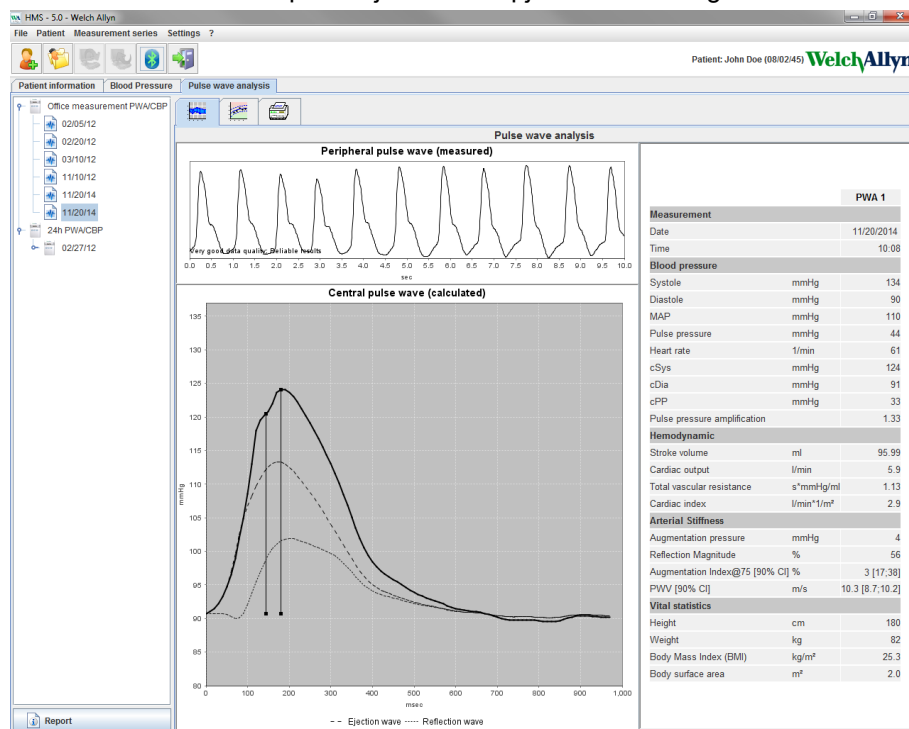 HMS - 5.0 - Welch Allyn
File Patient Measurement series Settings ?
Patient: John Doe (08/02/45) WelchAllyn
Patient information Blood Pressure Pulse wave analysis
Office measurement PWA/CBP
02/05/12
02/20/12
03/10/12
11/10/12
11/20/14
11/20/14
24h PWA/CBP
02/27/12
Report
Pulse wave analysis
Peripheral pulse wave (measured)
Very good data quality; Reliable results
0.0 0.5 1.0 1.5 2.0 2.5 3.0 3.5 4.0 4.5 5.0 5.5 6.0 6.5 7.0 7.5 8.0 8.5 9.0 9.5 10.0
sec
Central pulse wave (calculated)
135
130
125
120
115
110
105
100
95
90
85
80
mmHg
0 100 200 300 400 500 600 700 800 900 1,000
msec
Ejection wave Reflection wave
PWA 1
Measurement
Date 11/20/2014
Time 10:08
Blood pressure
Systole mmHg 134
Diastole mmHg 90
MAP mmHg 110
Pulse pressure mmHg 44
Heart rate 1/min 61
cSys mmHg 124
cDia mmHg 91
cPP mmHg 33
Pulse pressure amplification 1.33
Hemodynamic
Stroke volume ml 95.99
Cardiac output l/min 5.9
Total vascular resistance s*mmHg/ml 1.13
Cardiac index l/min*1/m² 2.9
Arterial Stiffness
Augmentation pressure mmHg 4
Reflection Magnitude % 56
Augmentation Index@75 [90% CI] % 3 [17;38]
PWV [90% CI] m/s 10.3 [8.7;10.2]
Vital statistics
Height cm 180
Weight kg 82
Body Mass Index (BMI) kg/m² 25.3
Body surface area m² 2.0